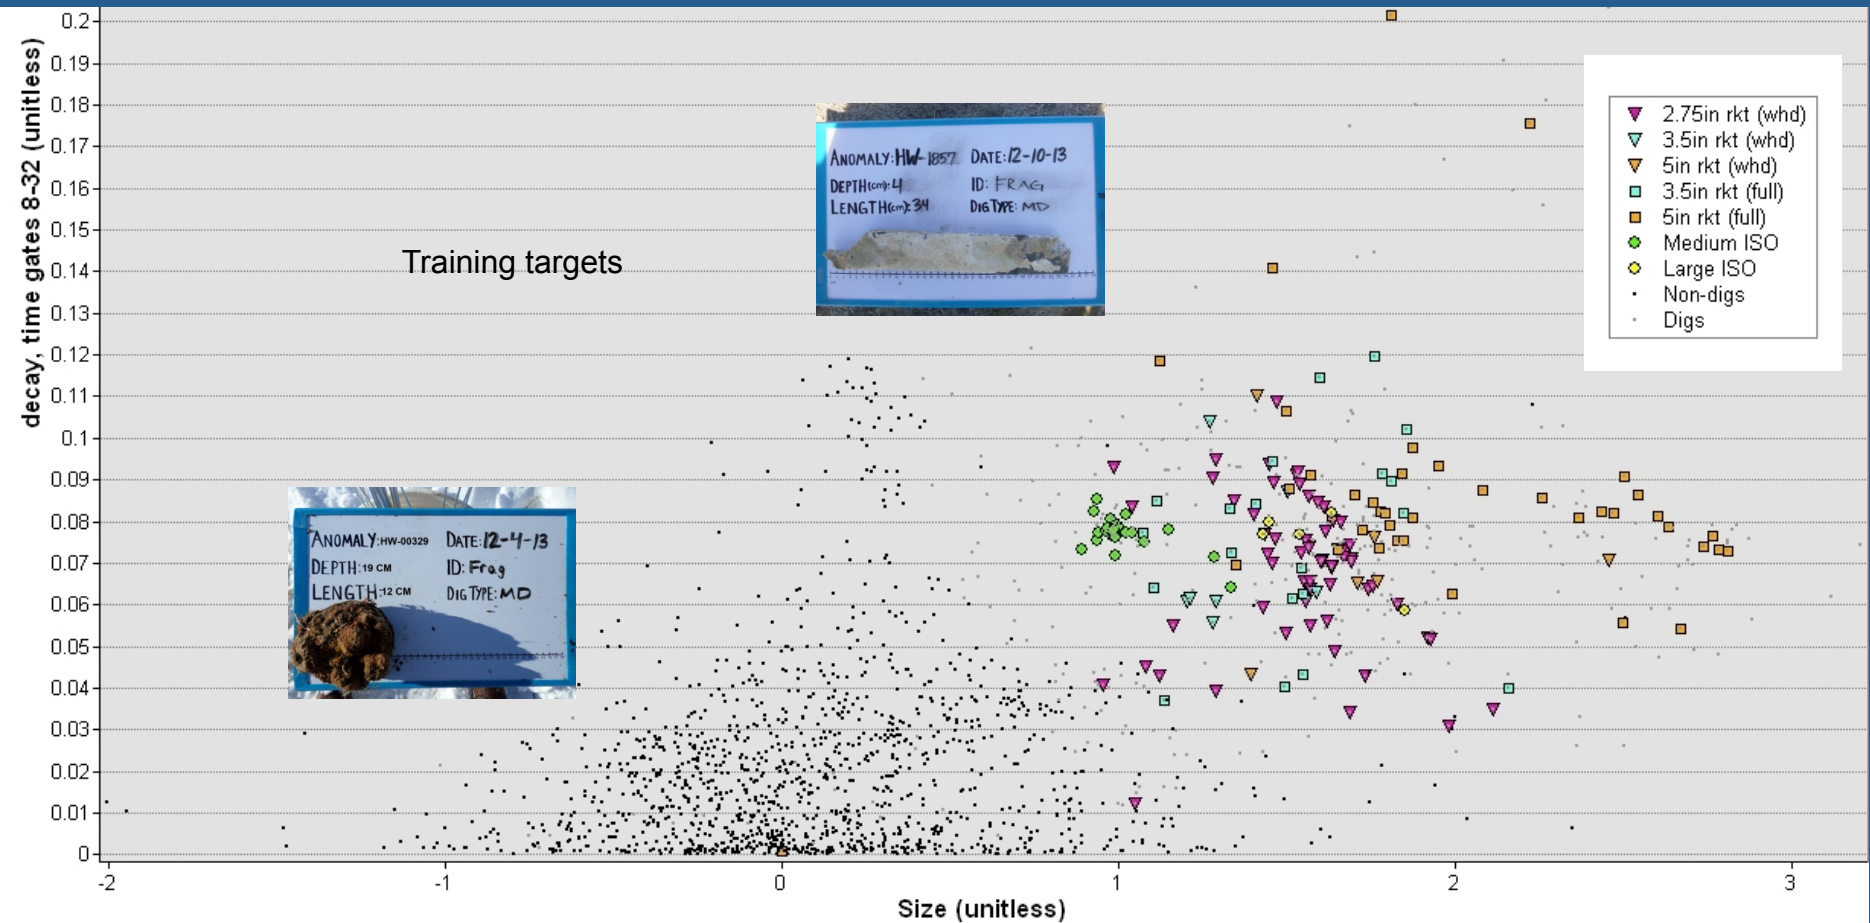 decay, time gates 8-32 (unitless)
0.2
0.19
0.18
0.17
0.16
0.15
0.14
0.13
0.12
0.11
0.1
0.09
0.08
0.07
0.06
0.05
0.04
0.03
0.02
0.01
0
-2
-1
0
1
2
3
Size (unitless)
Training targets
ANOMALY: HW-1857 DATE: 12-10-13
DEPTH(cm): 4 ID: FRAG
LENGTH(cm): 34 DIG TYPE: MD
ANOMALY: HW-00329 DATE: 12-4-13
DEPTH: 19 CM ID: Frag
LENGTH: 12 CM DIG TYPE: MD
2.75in rkt (whd)
3.5in rkt (whd)
5in rkt (whd)
3.5in rkt (full)
5in rkt (full)
Medium ISO
Large ISO
Non-digs
Digs